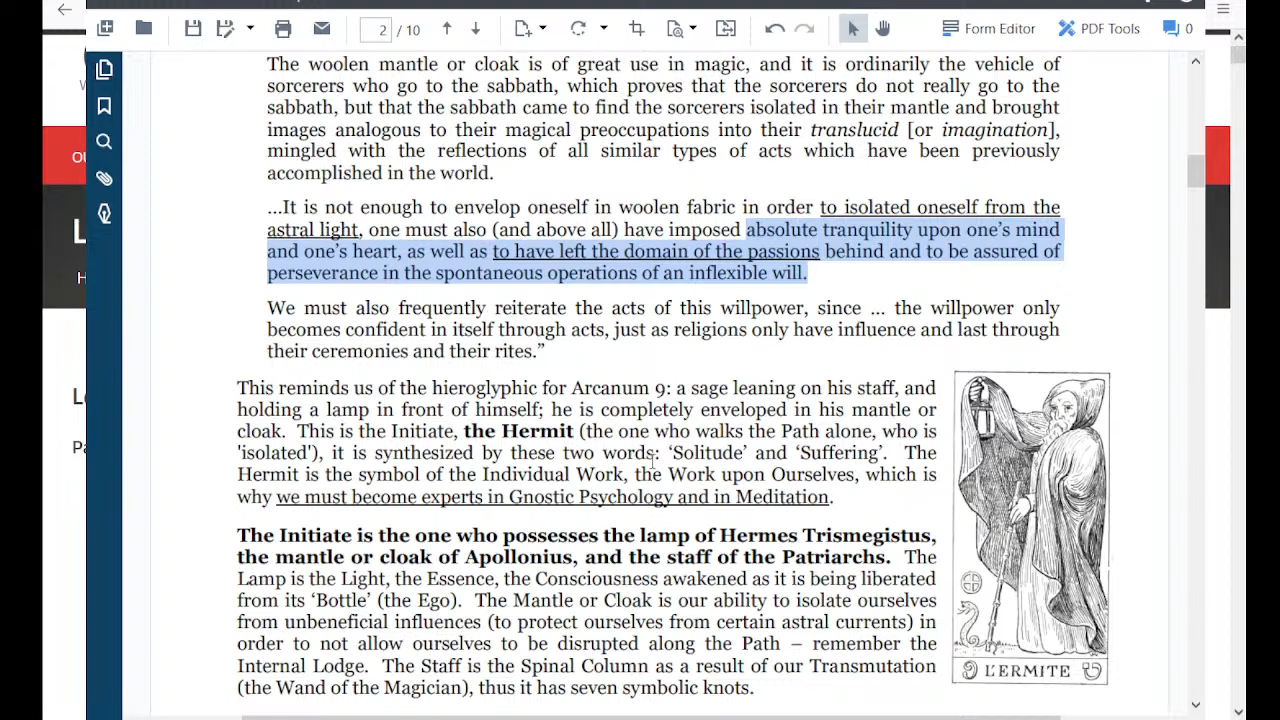 2 / 10
Form Editor
PDF Tools
0
The woolen mantle or cloak is of great use in magic, and it is ordinarily the vehicle of
sorcerers who go to the sabbath, which proves that the sorcerers do not really go to the
sabbath, but that the sabbath came to find the sorcerers isolated in their mantle and brought
images analogous to their magical preoccupations into their translucid [or imagination],
mingled with the reflections of all similar types of acts which have been previously
accomplished in the world.
…It is not enough to envelop oneself in woolen fabric in order to isolated oneself from the
astral light, one must also (and above all) have imposed absolute tranquility upon one’s mind
and one’s heart, as well as to have left the domain of the passions behind and to be assured of
perseverance in the spontaneous operations of an inflexible will.
We must also frequently reiterate the acts of this willpower, since … the willpower only
becomes confident in itself through acts, just as religions only have influence and last through
their ceremonies and their rites.”
This reminds us of the hieroglyphic for Arcanum 9: a sage leaning on his staff, and
holding a lamp in front of himself; he is completely enveloped in his mantle or
cloak. This is the Initiate, the Hermit (the one who walks the Path alone, who is
'isolated'), it is synthesized by these two words: ‘Solitude’ and ‘Suffering’. The
Hermit is the symbol of the Individual Work, the Work upon Ourselves, which is
why we must become experts in Gnostic Psychology and in Meditation.
The Initiate is the one who possesses the lamp of Hermes Trismegistus,
the mantle or cloak of Apollonius, and the staff of the Patriarchs. The
Lamp is the Light, the Essence, the Consciousness awakened as it is being liberated
from its ‘Bottle’ (the Ego). The Mantle or Cloak is our ability to isolate ourselves
from unbeneficial influences (to protect ourselves from certain astral currents) in
order to not allow ourselves to be disrupted along the Path – remember the
Internal Lodge. The Staff is the Spinal Column as a result of our Transmutation
(the Wand of the Magician), thus it has seven symbolic knots.
L'ERMITE